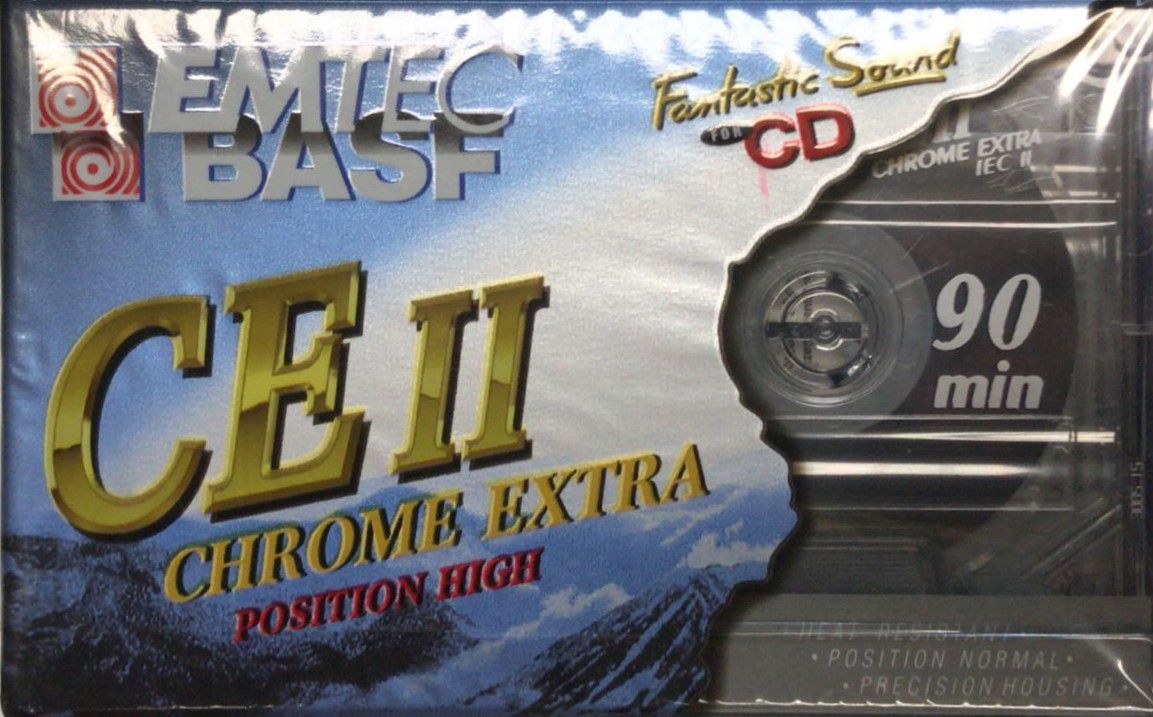 EMTEC
BASF
Fantastic Sound
FOR CD
II
CHROME EXTRA
IEC II
90
min
CE II
CHROME EXTRA
POSITION HIGH
HEAT RESISTANT •
• POSITION NORMAL •
• PRECISION HOUSING •